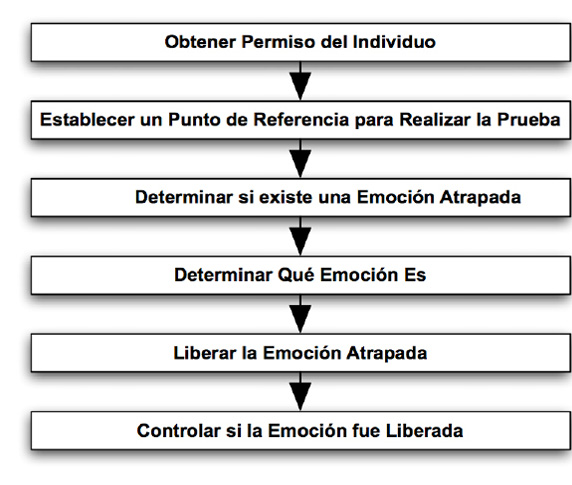 Obtener Permiso del Individuo
Establecer un Punto de Referencia para Realizar la Prueba
Determinar si existe una Emoción Atrapada
Determinar Qué Emoción Es
Liberar la Emoción Atrapada
Controlar si la Emoción fue Liberada